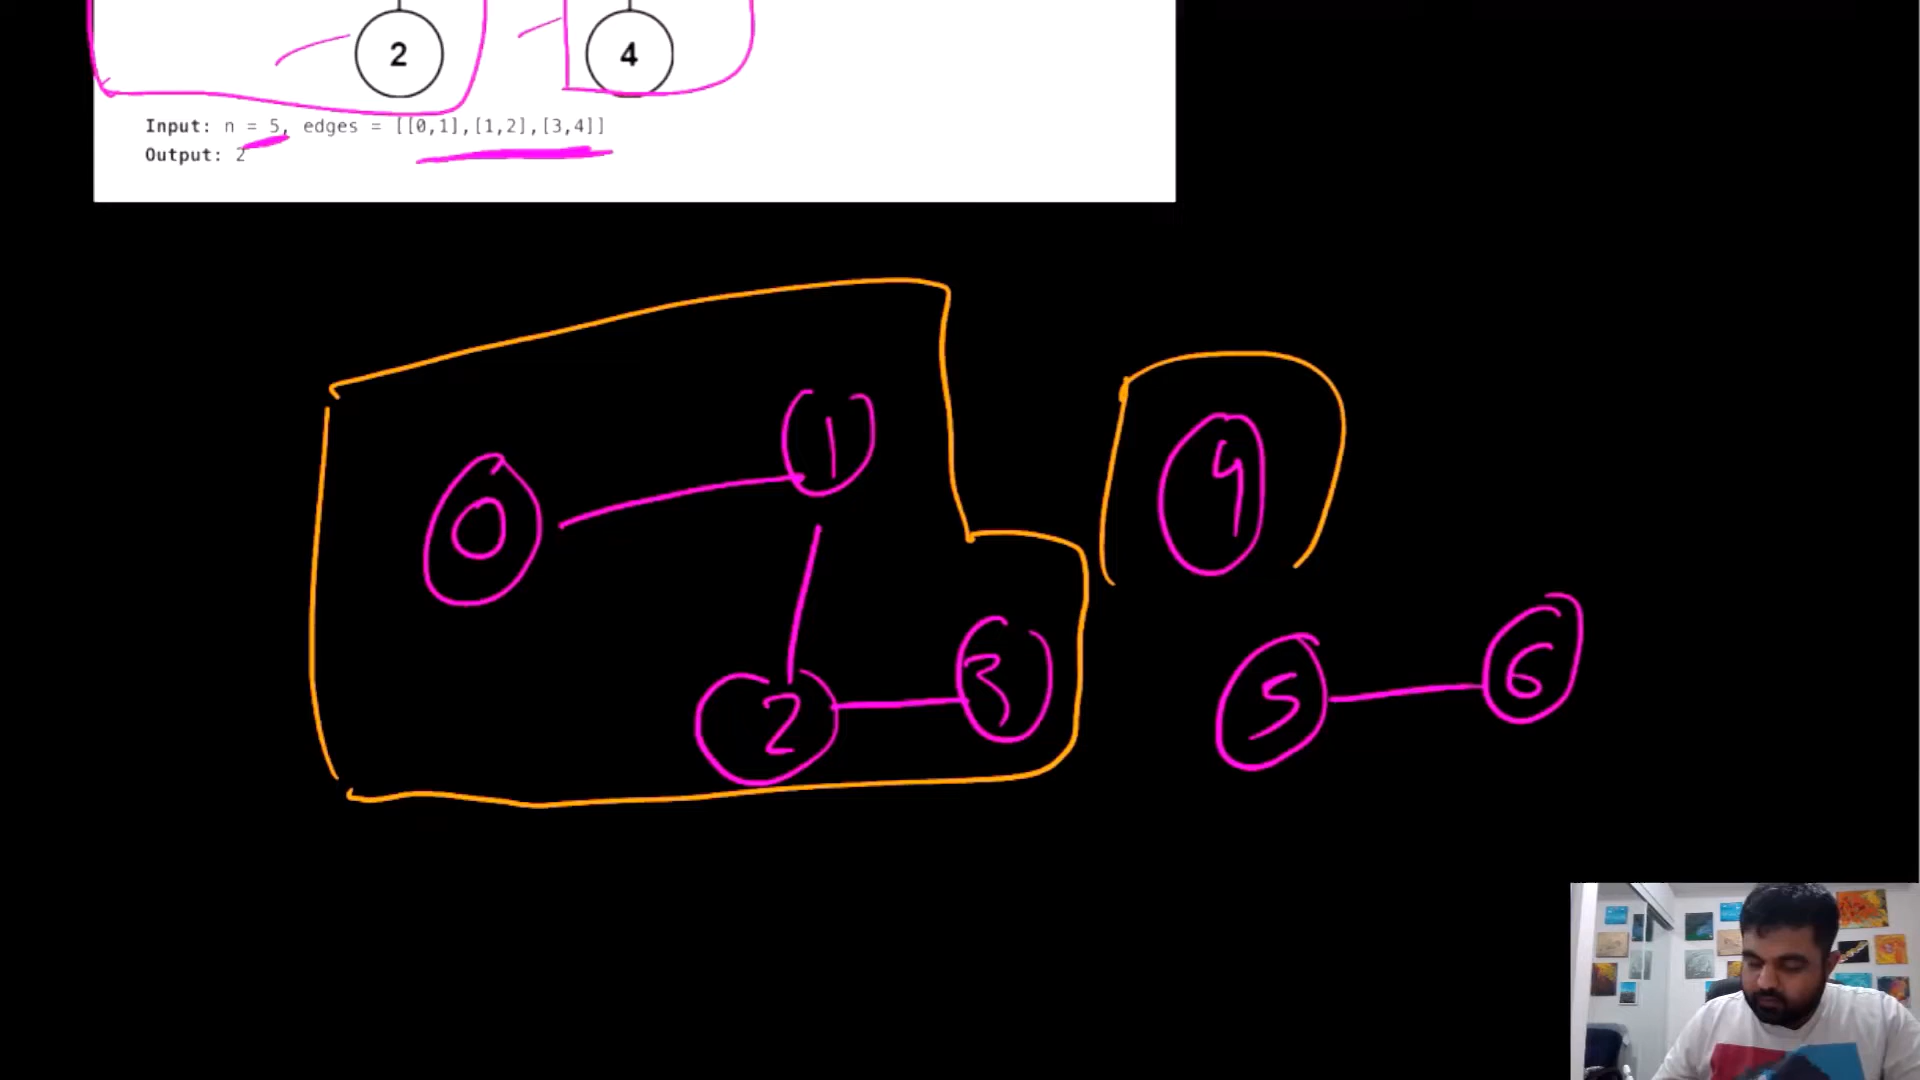 2 4
Input: n = 5, edges = [[0,1],[1,2],[3,4]]
Output: 2
0 1 4
2 3 5 6